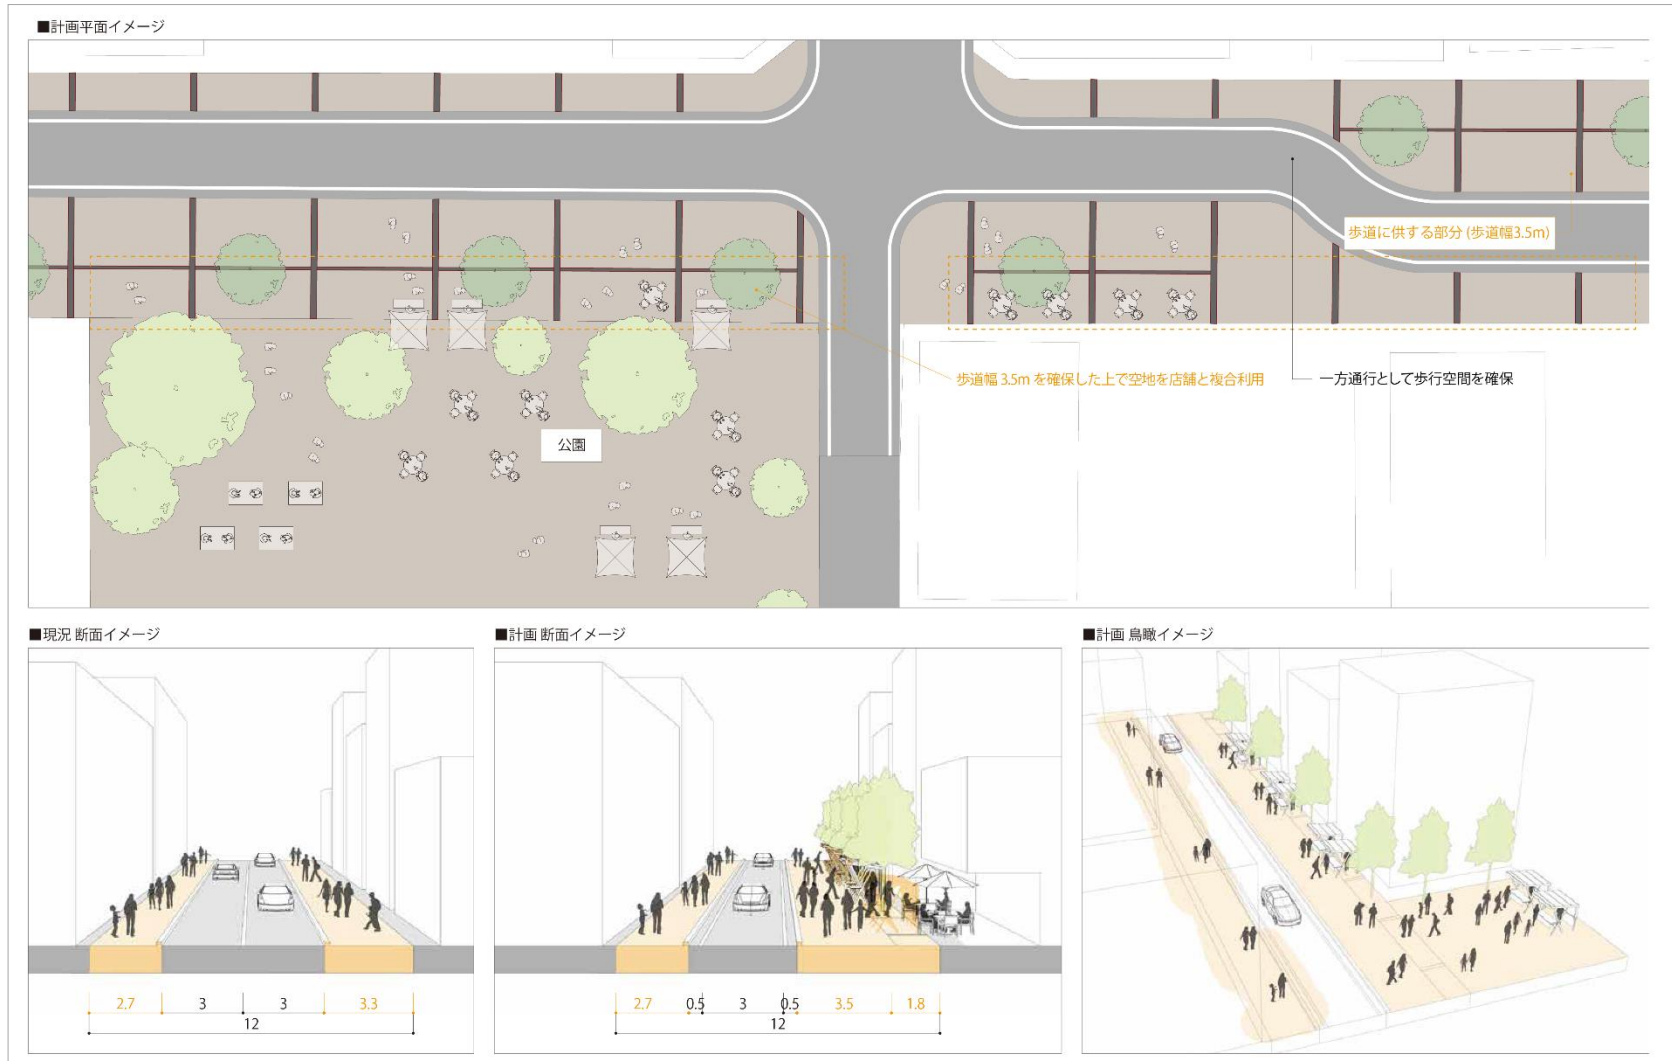 ■計画平面イメージ
歩道に供する部分 (歩道幅3.5m)
歩道幅 3.5m を確保した上で空地を店舗と複合利用
一方通行として歩行空間を確保
公園
■現況 断面イメージ
2.7 3 3 3.3
12
■計画 断面イメージ
2.7 0.5 3 0.5 3.5 1.8
12
■計画 鳥瞰イメージ